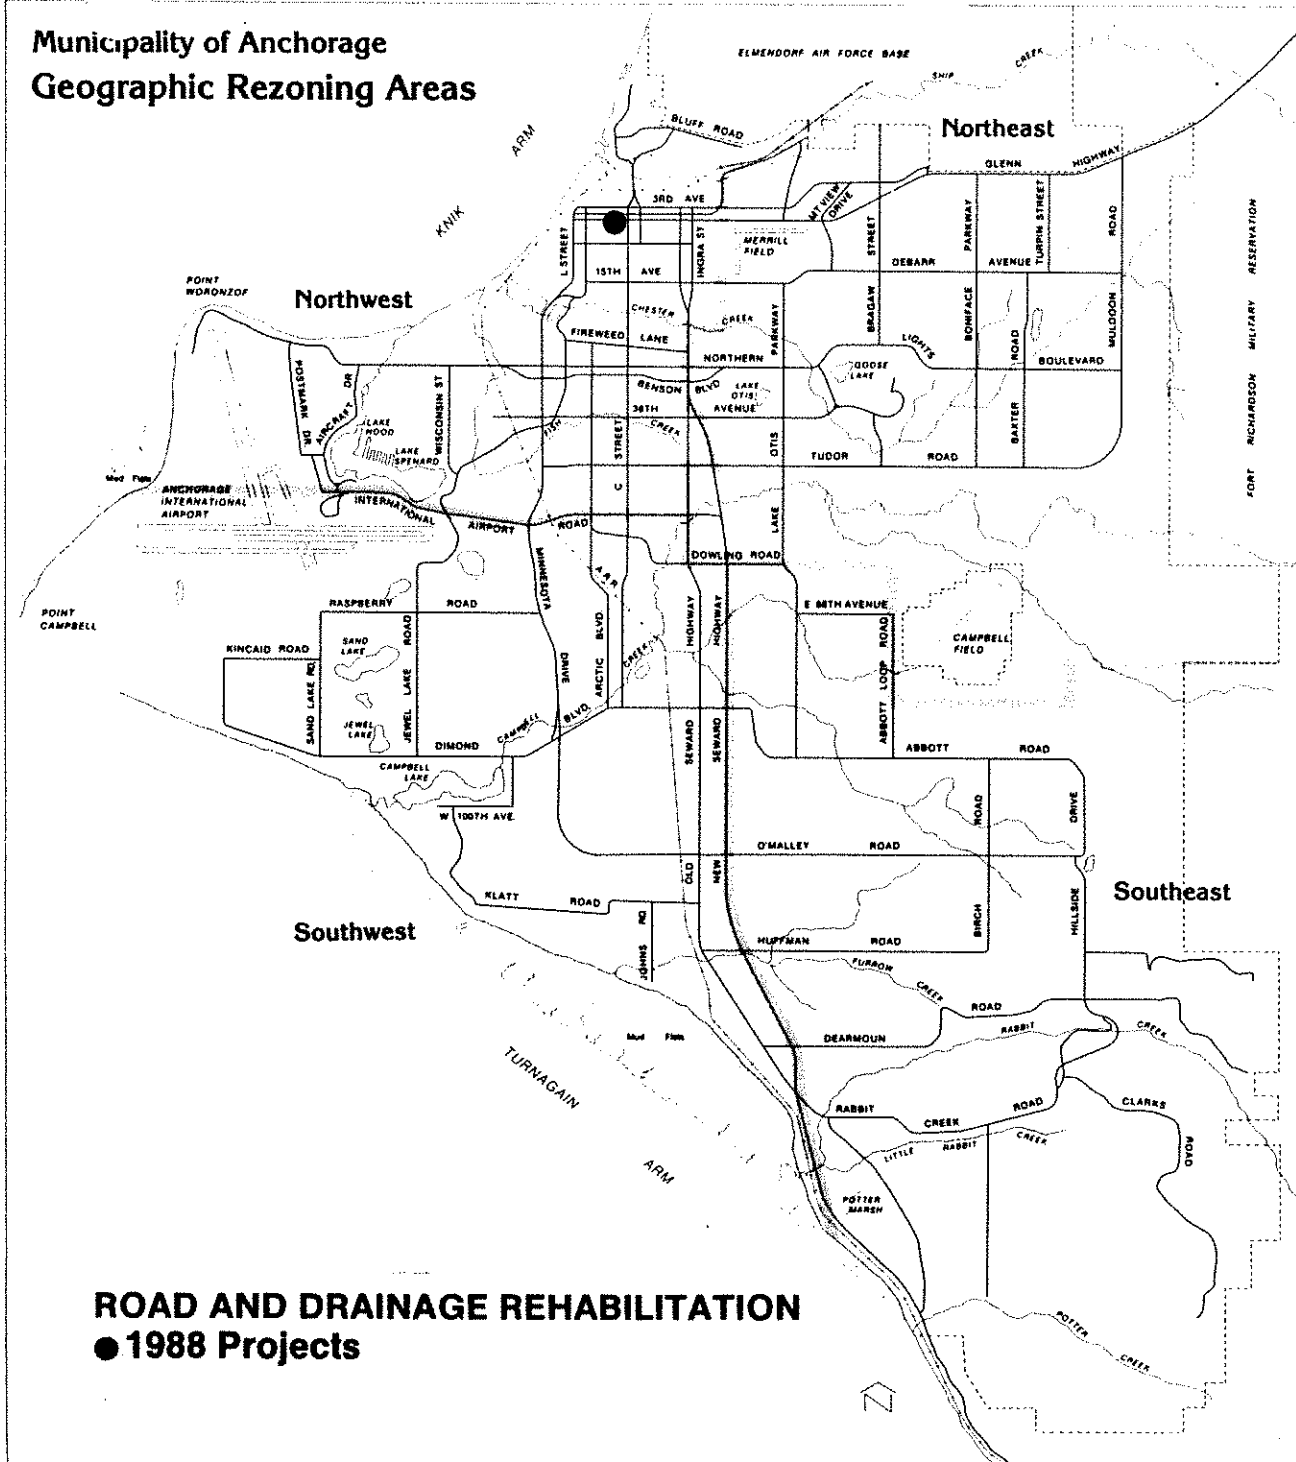 Municipality of Anchorage
Geographic Rezoning Areas
ELMENDORF AIR FORCE BASE
SHIP CREEK
KNIK ARM
BLUFF ROAD
Northeast
GLENN HIGHWAY
3RD AVE
MT VIEW DRIVE
L STREET
INGRA ST
MERRILL FIELD
BRAGAW STREET
BONIFACE PARKWAY
TURPIN STREET
MULDOON ROAD
DEBARR AVENUE
15TH AVE
FORT RICHARDSON MILITARY RESERVATION
POINT WORONZOF
Northwest
CHESTER CREEK
FIREWEED LANE
NORTHERN LIGHTS BOULEVARD
BENSON BLVD
LAKE OTIS
GOOSE LAKE
36TH AVENUE
FISH CREEK
BAXTER ROAD
TUDOR ROAD
POSTMARK DR.
AIRCRAFT DR
WISCONSIN ST
LAKE HOOD
LAKE SPENARD
C STREET
LAKE OTIS PARKWAY
Mud Flats
ANCHORAGE INTERNATIONAL AIRPORT
INTERNATIONAL AIRPORT ROAD
DOWLING ROAD
POINT CAMPBELL
MINNESOTA DRIVE
A.R.R.
ARCTIC BLVD
RASPBERRY ROAD
E 68TH AVENUE
CAMPBELL FIELD
ABBOTT LOOP ROAD
KINCAID ROAD
SAND LAKE
SAND LAKE RD.
JEWEL LAKE ROAD
JEWEL LAKE
DIMOND BLVD
CAMPBELL CREEK
CAMPBELL LAKE
W 100TH AVE.
OLD SEWARD HIGHWAY
NEW SEWARD HIGHWAY
ABBOTT ROAD
O'MALLEY ROAD
BIRCH ROAD
HILLSIDE DRIVE
Southeast
KLATT ROAD
JOHNS RD.
Southwest
HUFFMAN ROAD
FURROW CREEK
DEARMOUN ROAD
RABBIT CREEK
Mud Flats
TURNAGAIN ARM
RABBIT CREEK ROAD
CLARKS ROAD
LITTLE RABBIT CREEK
POTTER MARSH
POTTER CREEK
ROAD AND DRAINAGE REHABILITATION
● 1988 Projects
N